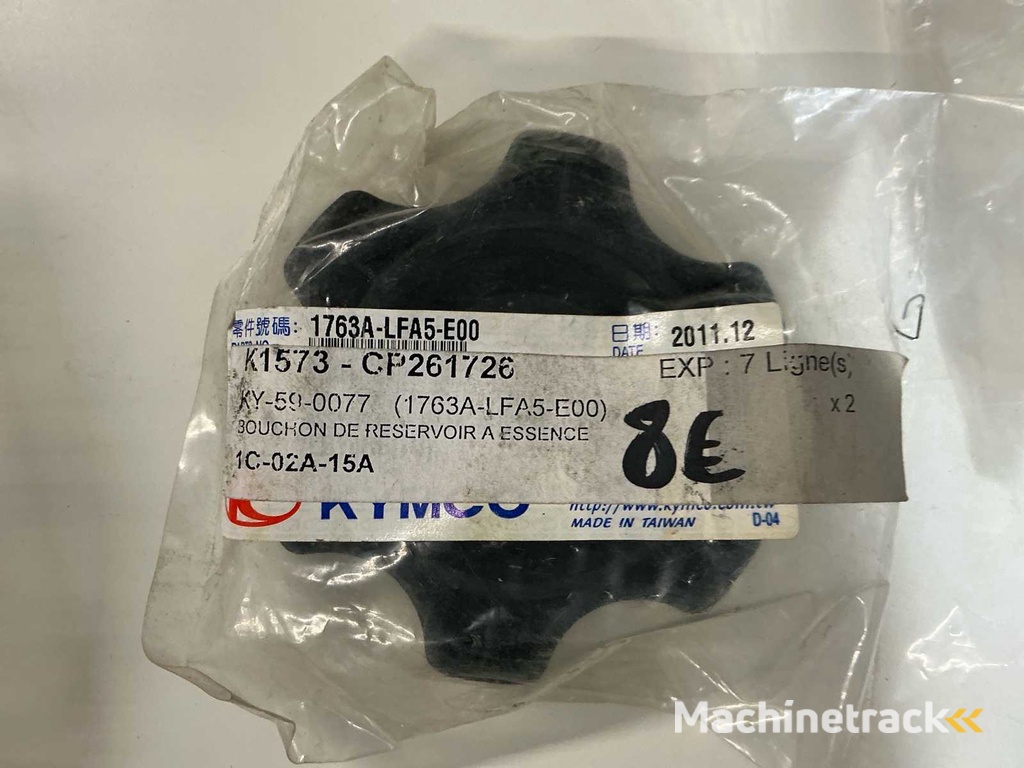 零件號碼: 1763A-LFA5-E00
日期: 2011.12
DATE
K1573 - CP261726
EXP : 7 Ligne(s)
KY-59-0077 (1763A-LFA5-E00)
x 2
BOUCHON DE RESERVOIR A ESSENCE
8E
1C-02A-15A
KYMCO
http://www.kymco.com.tw
MADE IN TAIWAN
D-04
Machinetrack